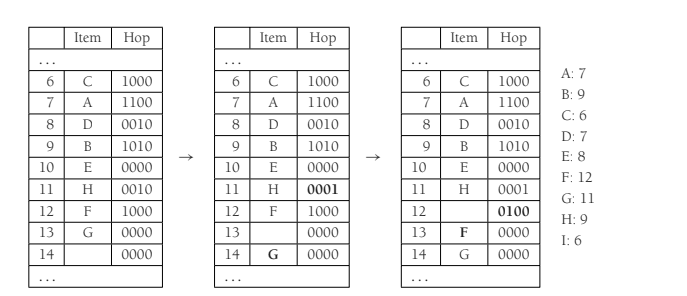 Item Hop
...
6 C 1000
7 A 1100
8 D 0010
9 B 1010
10 E 0000
11 H 0010
12 F 1000
13 G 0000
14 0000
...
→
Item Hop
...
6 C 1000
7 A 1100
8 D 0010
9 B 1010
10 E 0000
11 H 0001
12 F 1000
13 0000
14 G 0000
...
→
Item Hop
...
6 C 1000
7 A 1100
8 D 0010
9 B 1010
10 E 0000
11 H 0001
12 0100
13 F 0000
14 G 0000
...
A: 7
B: 9
C: 6
D: 7
E: 8
F: 12
G: 11
H: 9
I: 6